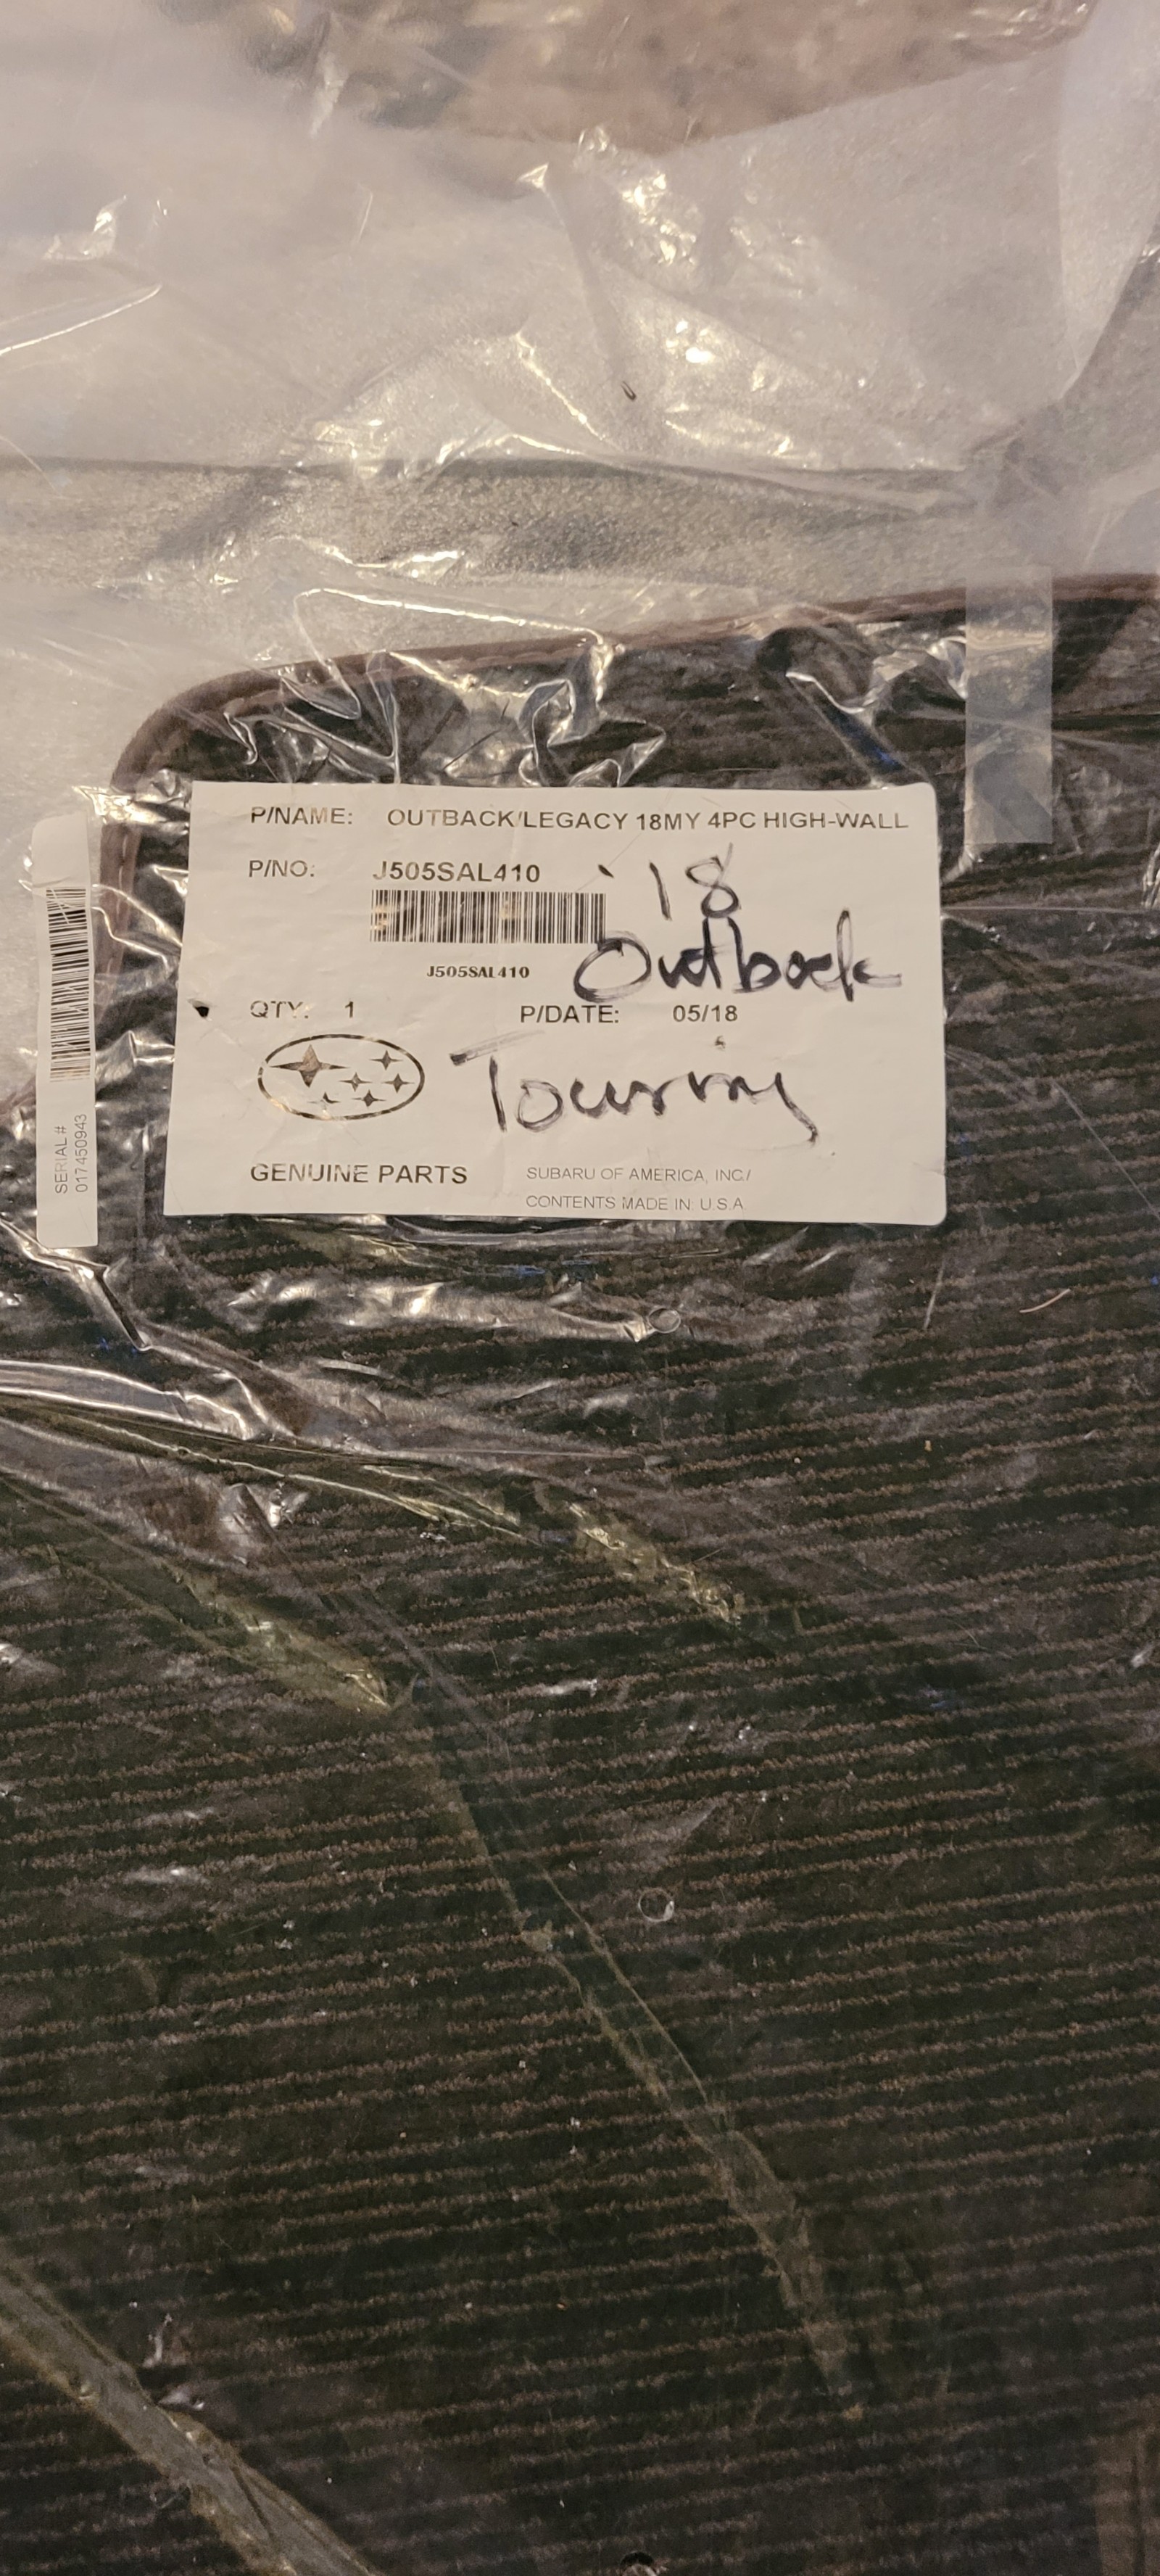 P/NAME: OUTBACK/LEGACY 18MY 4PC HIGH-WALL
P/NO: J505SAL410
'18
J505SAL410
Outback
QTY: 1 P/DATE: 05/18
Touring
GENUINE PARTS
SUBARU OF AMERICA, INC./
CONTENTS MADE IN: U.S.A
SERIAL #
017450943